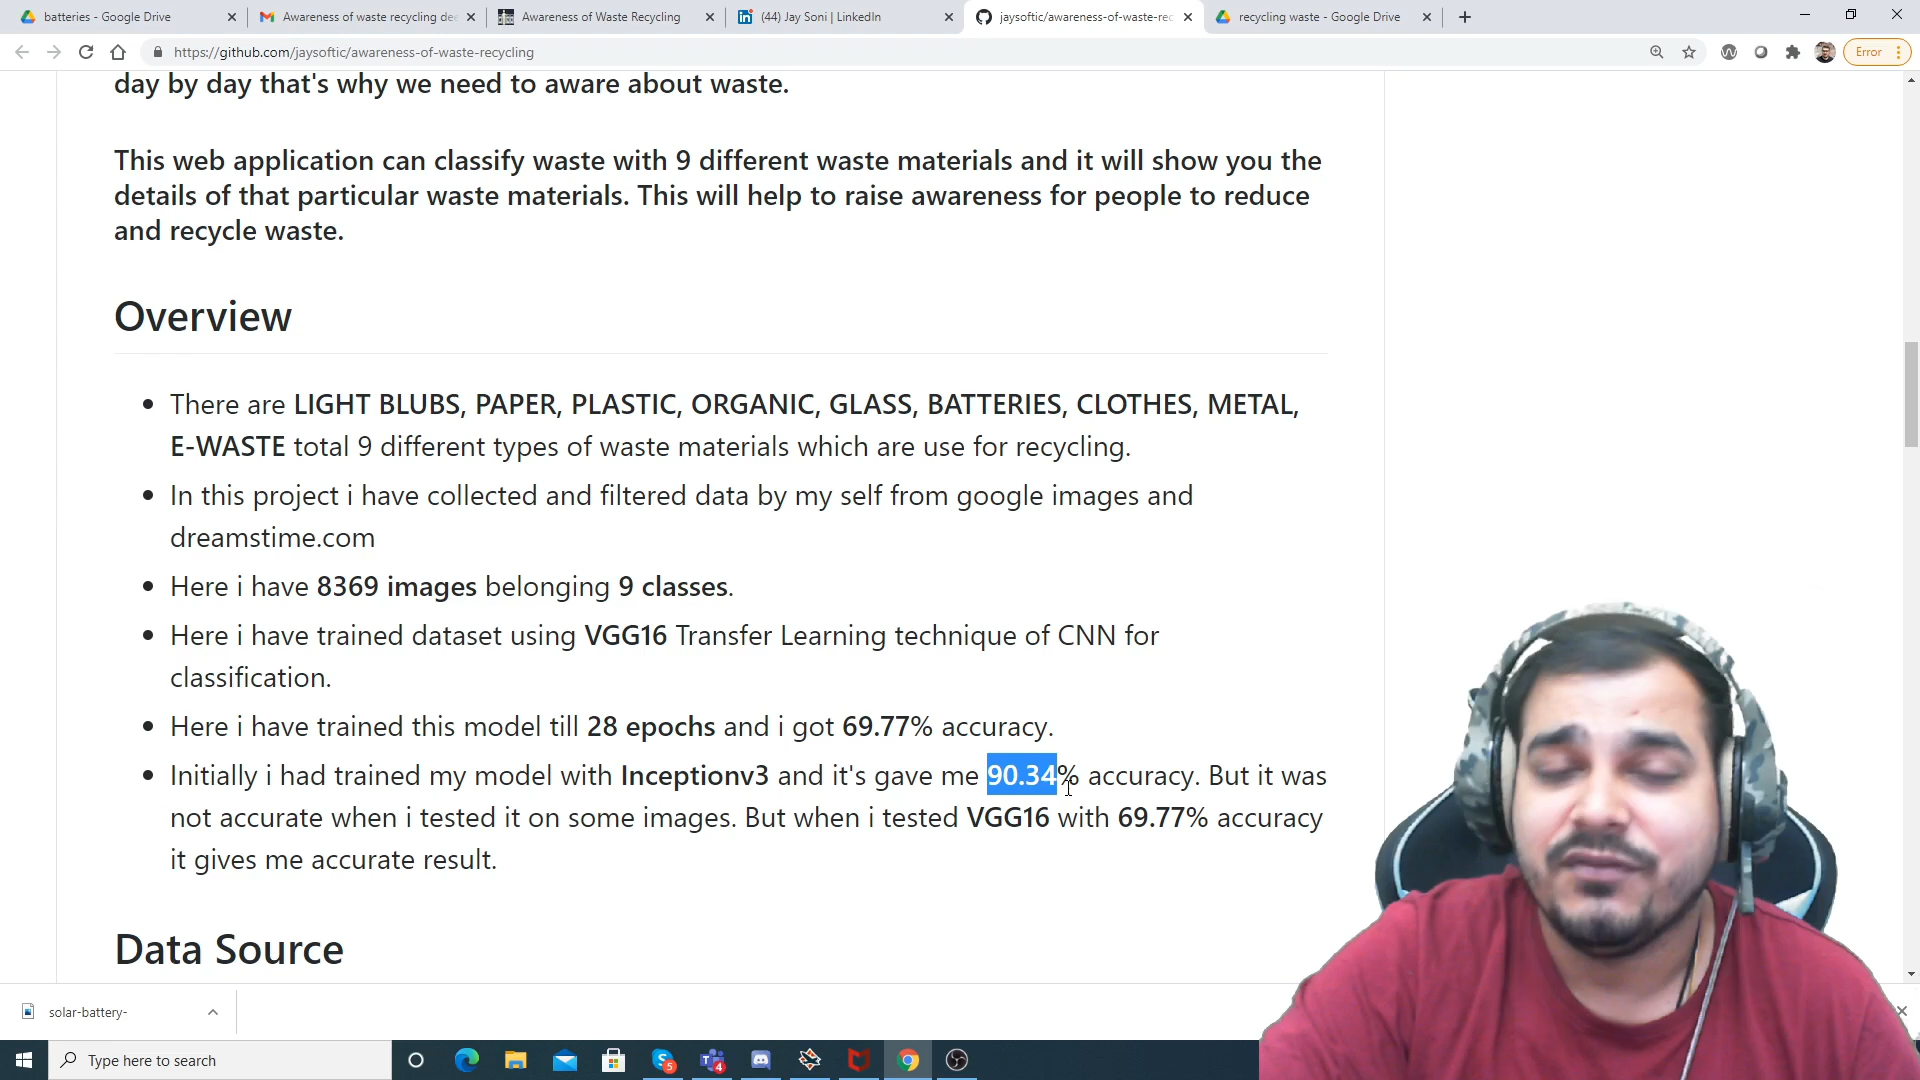 batteries - Google Drive
Awareness of waste recycling dee
Awareness of Waste Recycling
(44) Jay Soni | LinkedIn
jaysoftic/awareness-of-waste-rec
recycling waste - Google Drive
https://github.com/jaysoftic/awareness-of-waste-recycling
Error
day by day that's why we need to aware about waste.
This web application can classify waste with 9 different waste materials and it will show you the
details of that particular waste materials. This will help to raise awareness for people to reduce
and recycle waste.
Overview
There are LIGHT BLUBS, PAPER, PLASTIC, ORGANIC, GLASS, BATTERIES, CLOTHES, METAL,
E-WASTE total 9 different types of waste materials which are use for recycling.
In this project i have collected and filtered data by my self from google images and
dreamstime.com
Here i have 8369 images belonging 9 classes.
Here i have trained dataset using VGG16 Transfer Learning technique of CNN for
classification.
Here i have trained this model till 28 epochs and i got 69.77% accuracy.
Initially i had trained my model with Inceptionv3 and it's gave me 90.34% accuracy. But it was
not accurate when i tested it on some images. But when i tested VGG16 with 69.77% accuracy
it gives me accurate result.
Data Source
solar-battery-
Type here to search
5
4